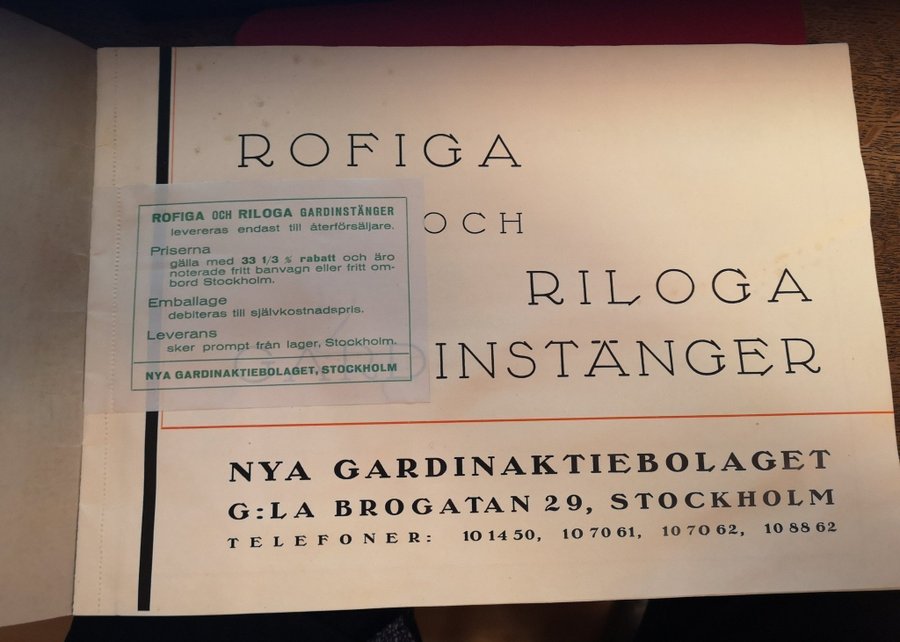 ROFIGA
OCH
RILOGA
GARDINSTÄNGER
NYA GARDINAKTIEBOLAGET
G:LA BROGATAN 29, STOCKHOLM
TELEFONER: 10 14 50, 10 70 61, 10 70 62, 10 88 62
ROFIGA OCH RILOGA GARDINSTÄNGER
levereras endast till återförsäljare.
Priserna
gälla med 33 1/3 % rabatt och äro
noterade fritt banvagn eller fritt om-
bord Stockholm.
Emballage
debiteras till självkostnadspris.
Leverans
sker prompt från lager, Stockholm.
NYA GARDINAKTIEBOLAGET, STOCKHOLM